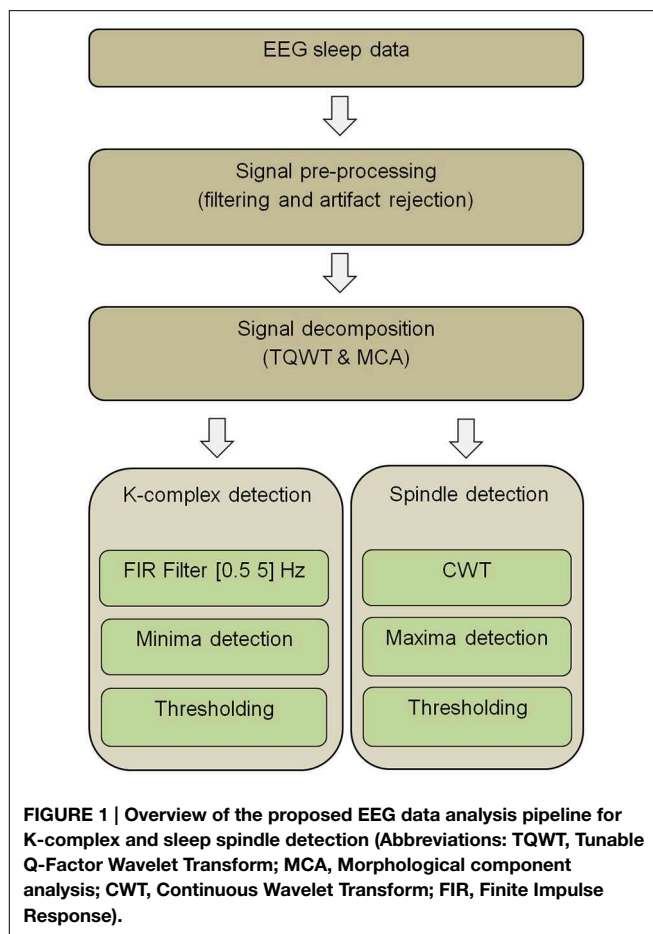 EEG sleep data
Signal pre-processing
(filtering and artifact rejection)
Signal decomposition
(TQWT & MCA)
K-complex detection
FIR Filter [0.5 5] Hz
Minima detection
Thresholding
Spindle detection
CWT
Maxima detection
Thresholding
FIGURE 1 | Overview of the proposed EEG data analysis pipeline for
K-complex and sleep spindle detection (Abbreviations: TQWT, Tunable
Q-Factor Wavelet Transform; MCA, Morphological component
analysis; CWT, Continuous Wavelet Transform; FIR, Finite Impulse
Response).